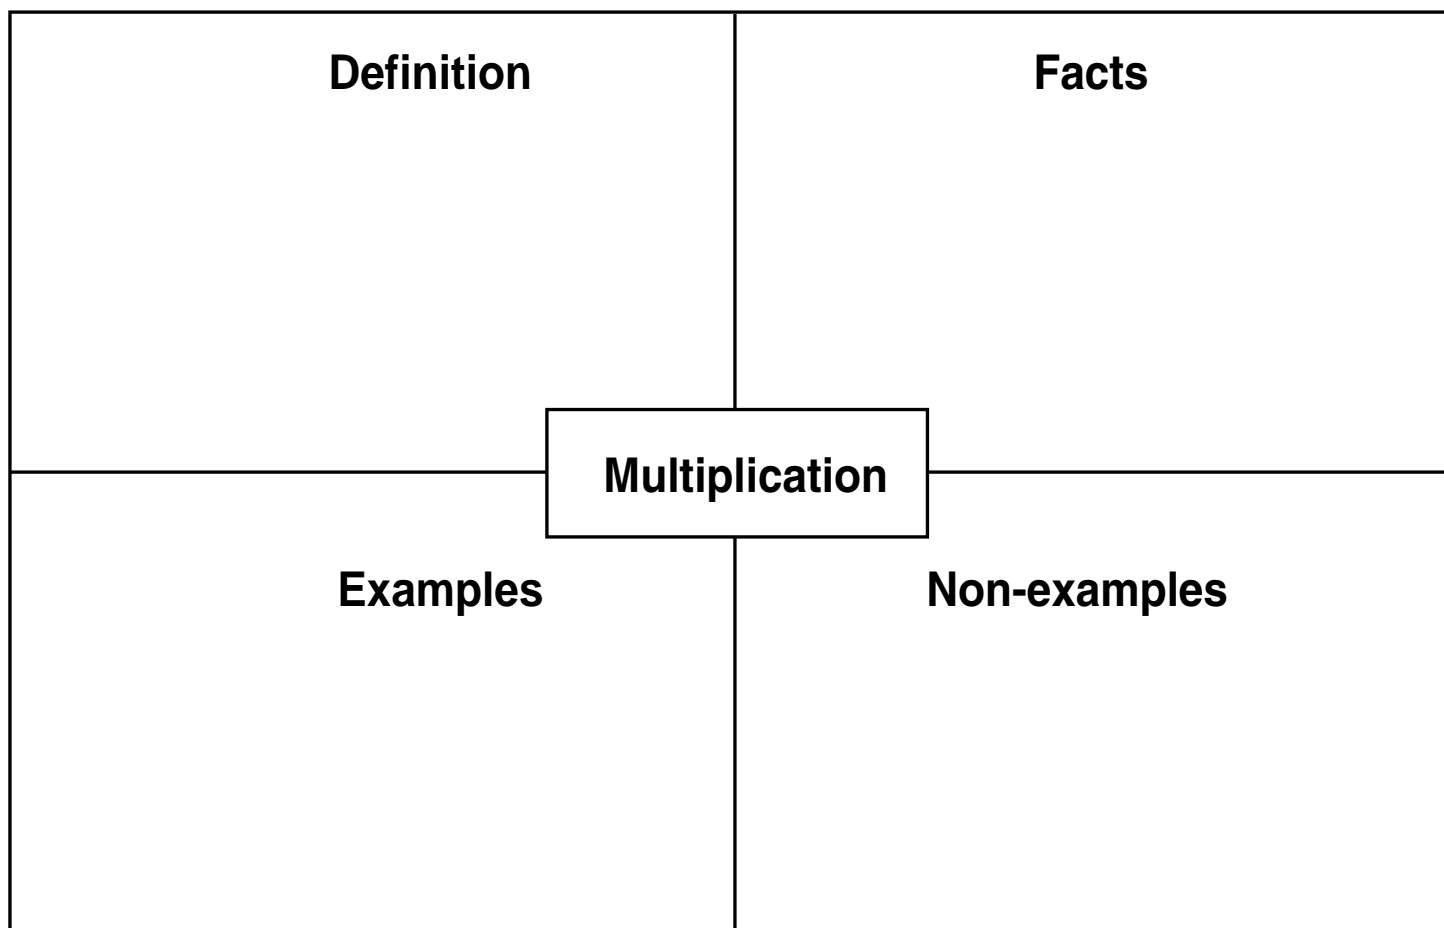 Definition
Facts
Multiplication
Examples
Non-examples